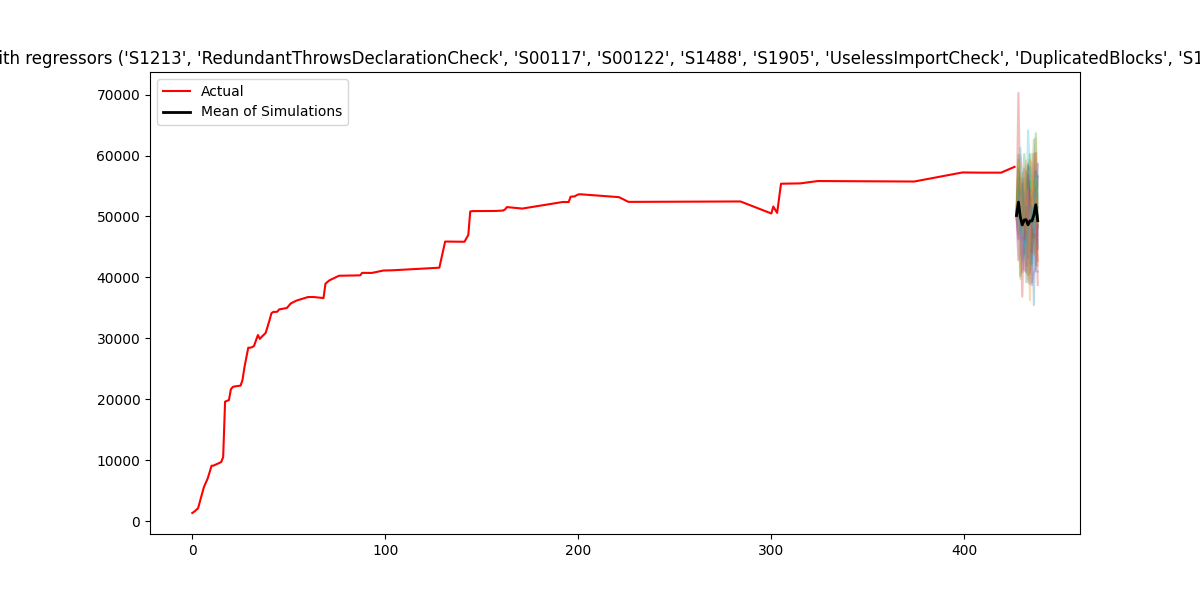 ith regressors ('S1213', 'RedundantThrowsDeclarationCheck', 'S00117', 'S00122', 'S1488', 'S1905', 'UselessImportCheck', 'DuplicatedBlocks', 'S1
Actual
Mean of Simulations
70000
60000
50000
40000
30000
20000
10000
0
0 100 200 300 400